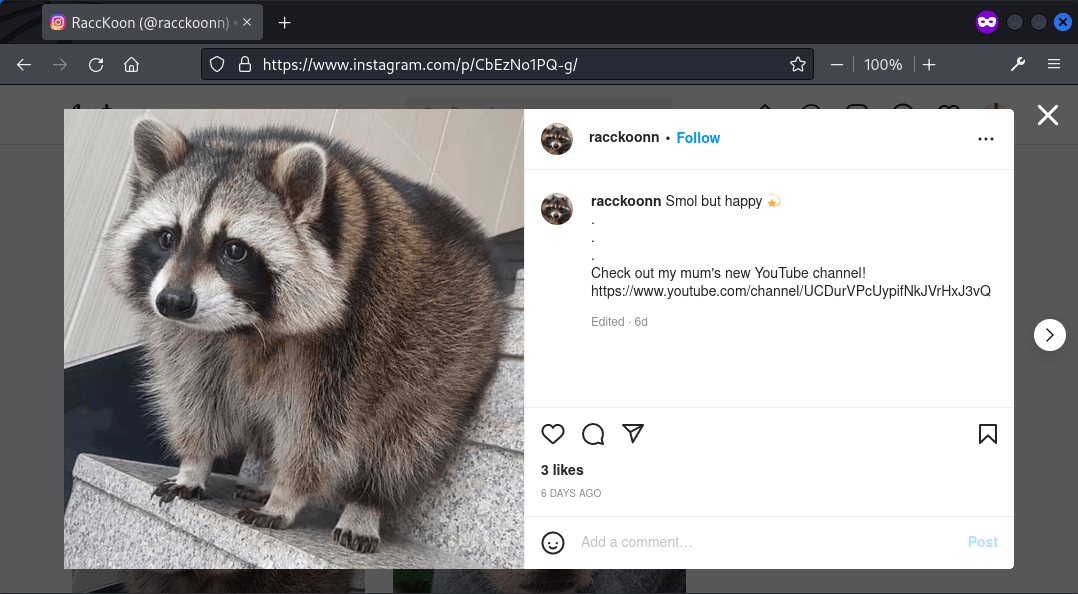 RaccKoon (@racckoonn) •
https://www.instagram.com/p/CbEzNo1PQ-g/
100%
racckoonn • Follow
racckoonn Smol but happy 💫
.
.
.
Check out my mum's new YouTube channel!
https://www.youtube.com/channel/UCDurVPcUypifNkJVrHxJ3vQ
Edited · 6d
3 likes
6 DAYS AGO
Add a comment…
Post